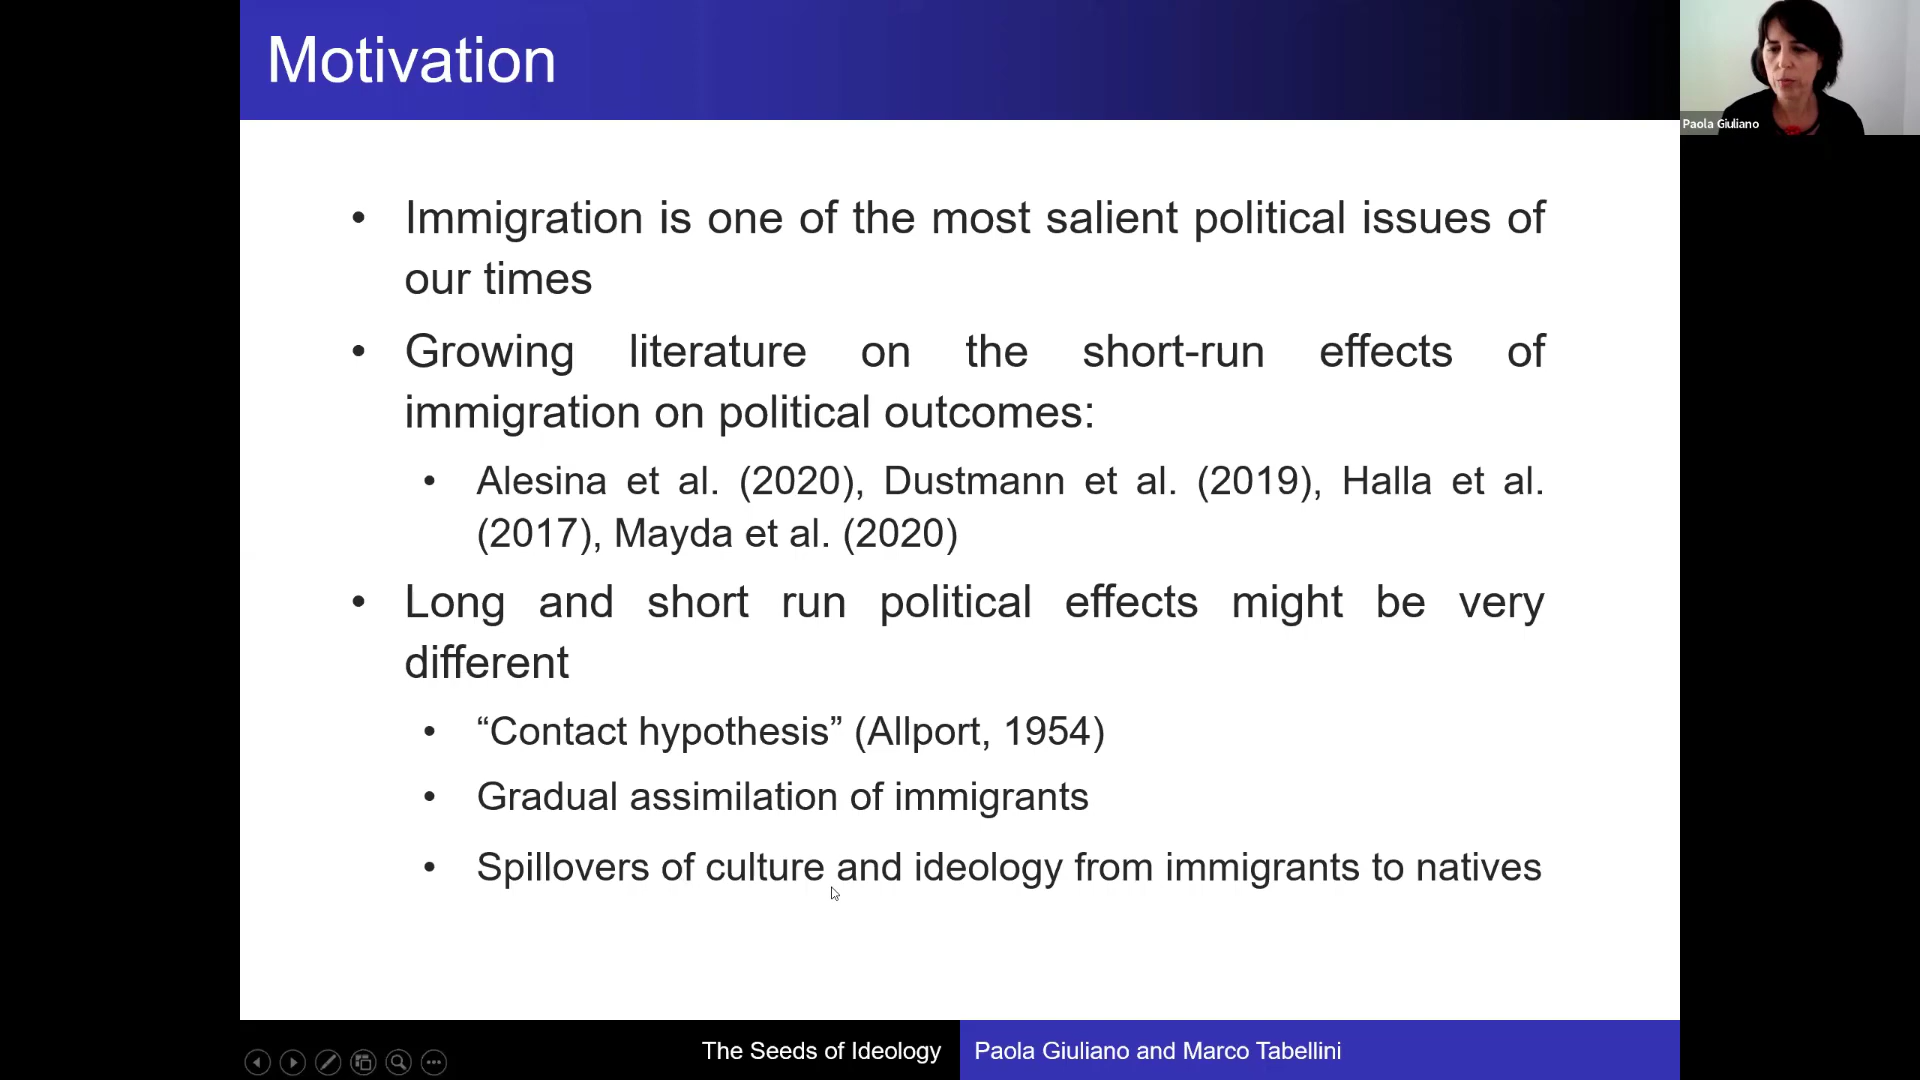 Motivation
Paola Giuliano
• Immigration is one of the most salient political issues of
our times
• Growing literature on the short-run effects of
immigration on political outcomes:
• Alesina et al. (2020), Dustmann et al. (2019), Halla et al.
(2017), Mayda et al. (2020)
• Long and short run political effects might be very
different
• “Contact hypothesis” (Allport, 1954)
• Gradual assimilation of immigrants
• Spillovers of culture and ideology from immigrants to natives
The Seeds of Ideology
Paola Giuliano and Marco Tabellini